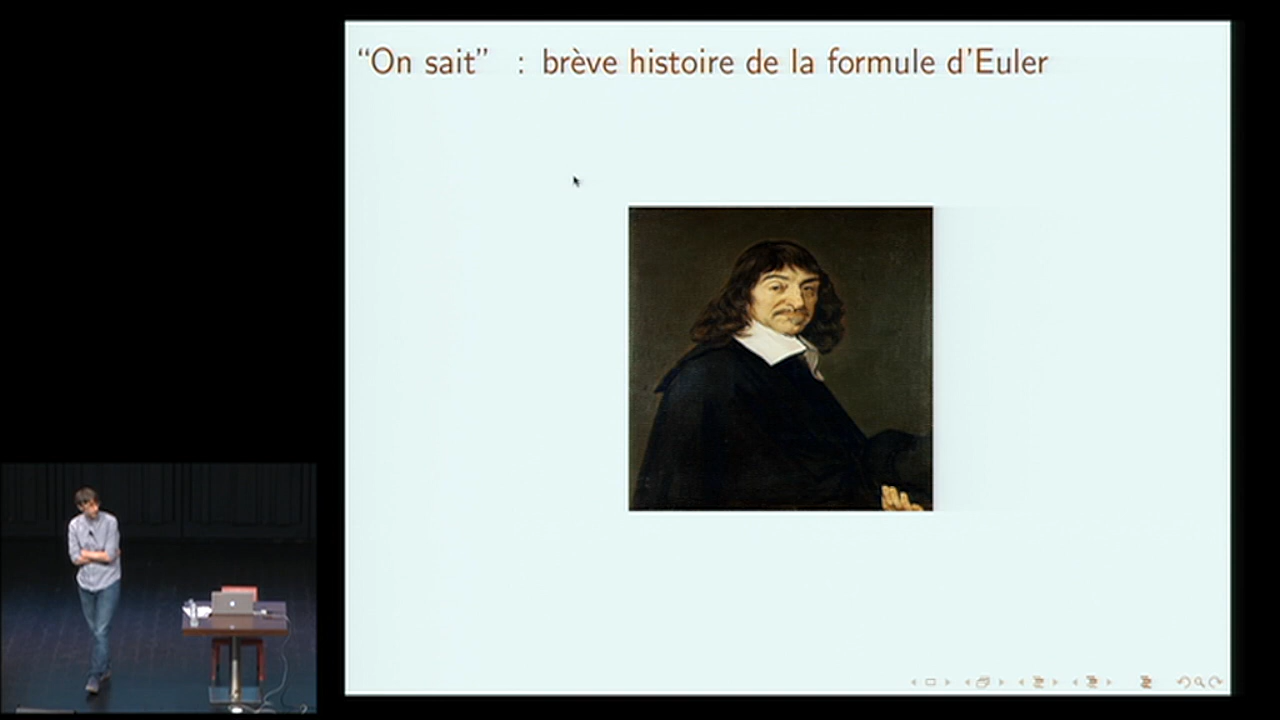 “On sait” : brève histoire de la formule d’Euler